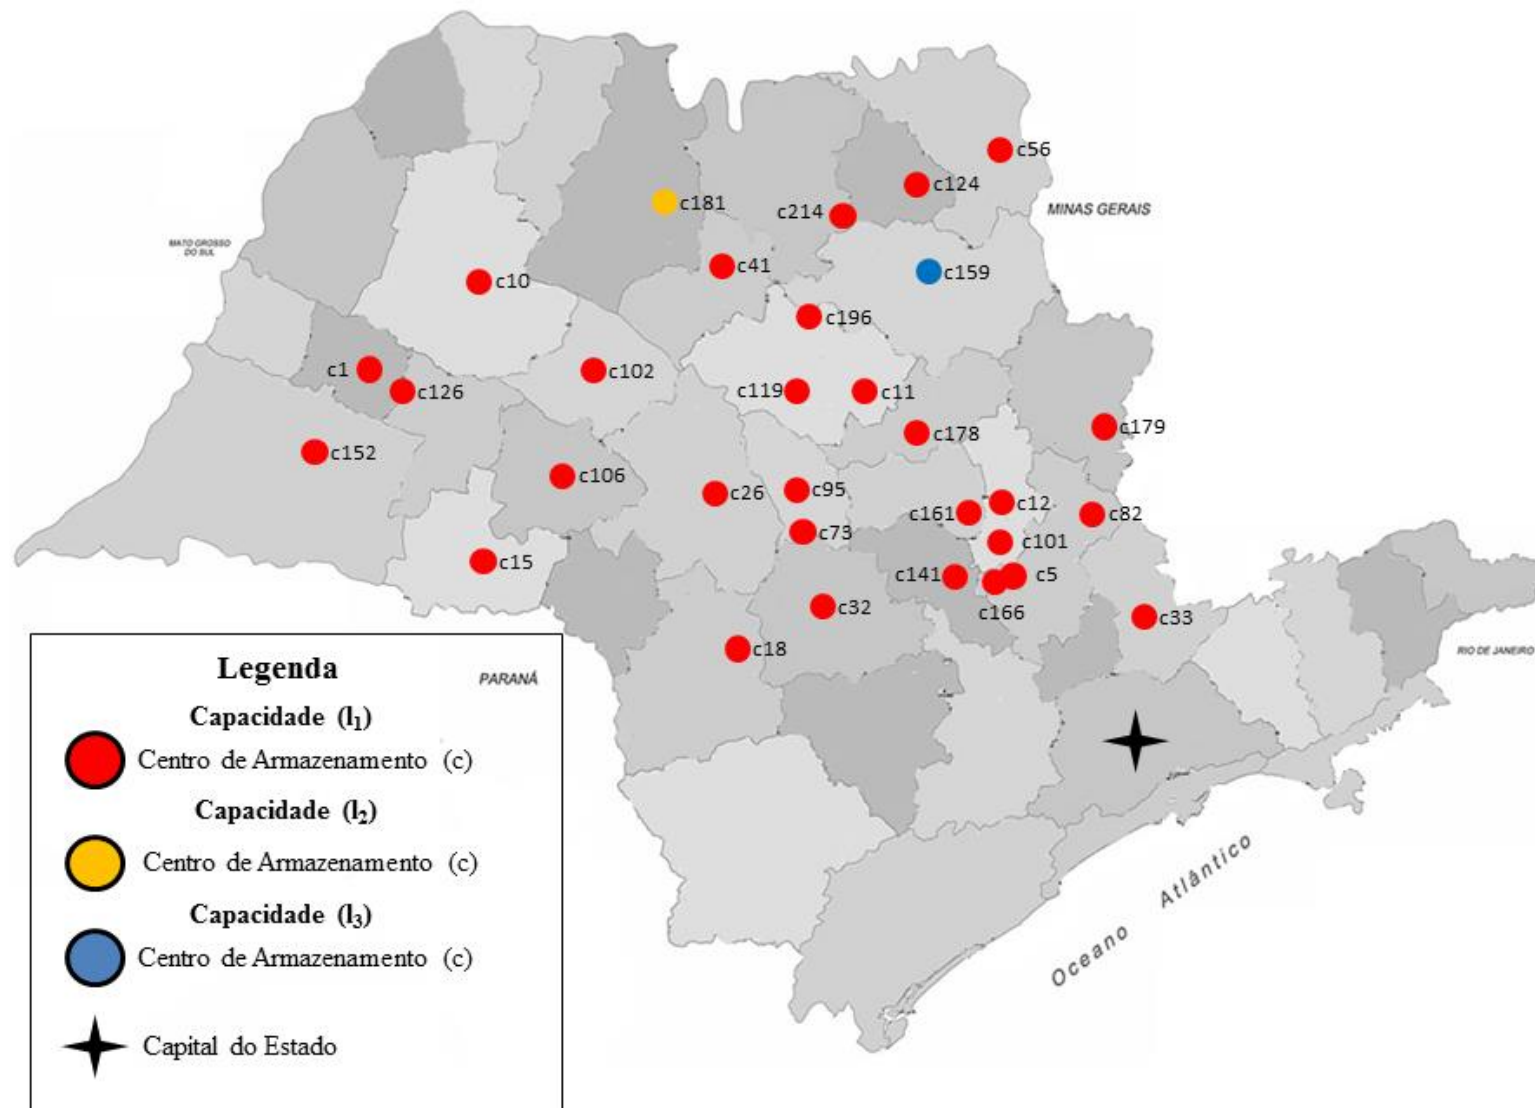 c56
c124
MINAS GERAIS
c181
c214
MATO GROSSO
DO SUL
c41
c159
c10
c196
c1
c102
c126
c119
c11
c179
c178
c152
c106
c26
c95
c12
c161
c82
c73
c101
c15
c141
c5
c32
c166
c33
c18
RIO DE JANEIRO
PARANÁ
Legenda
Capacidade (l₁)
Centro de Armazenamento (c)
Capacidade (l₂)
Centro de Armazenamento (c)
Capacidade (l₃)
Centro de Armazenamento (c)
Capital do Estado
Oceano Atlântico